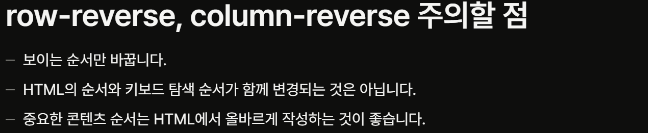 row-reverse, column-reverse 주의할 점
– 보이는 순서만 바꿉니다.
– HTML의 순서와 키보드 탐색 순서가 함께 변경되는 것은 아닙니다.
– 중요한 콘텐츠 순서는 HTML에서 올바르게 작성하는 것이 좋습니다.